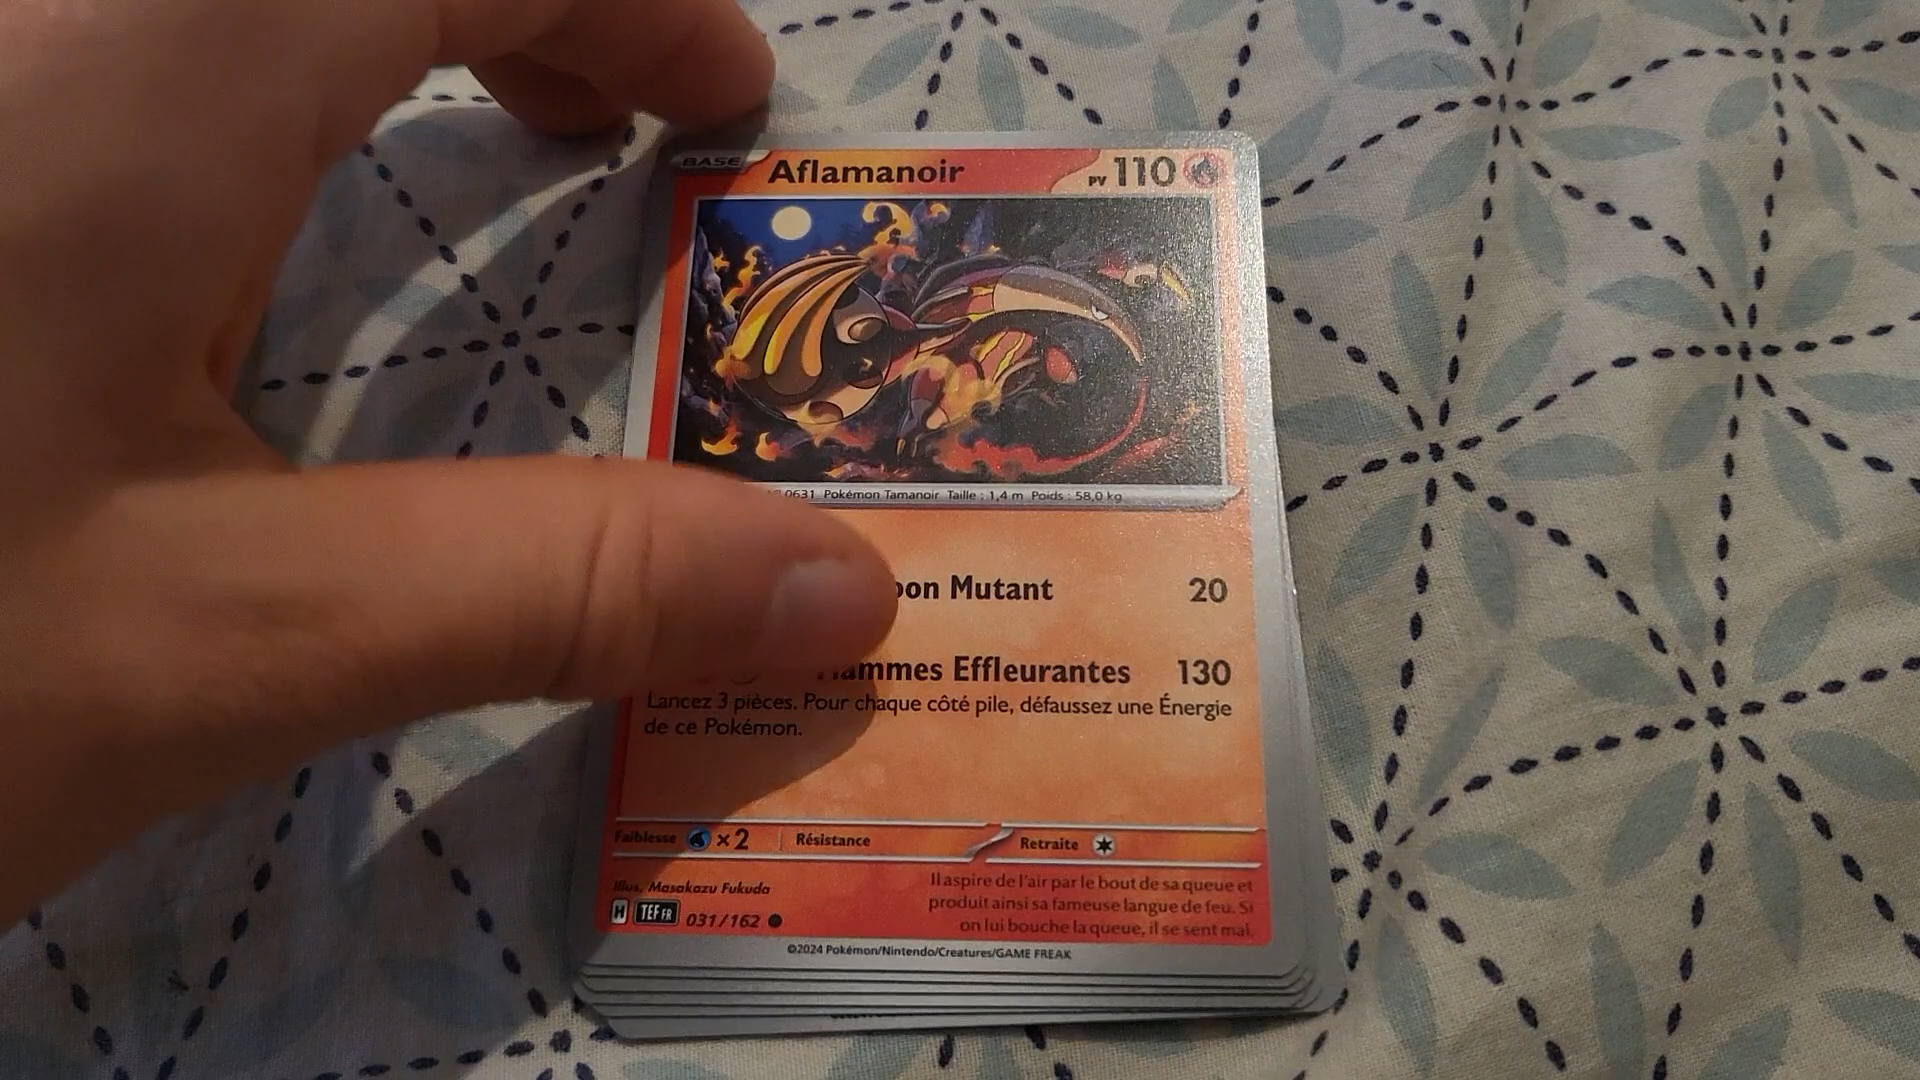 BASE Aflamanoir PV 110
0631 Pokémon Tamanoir Taille : 1,4 m Poids : 58,0 kg
Mutant 20
Effleurantes 130
Lancez 3 pièces. Pour chaque côté pile, défaussez une Énergie
de ce Pokémon.
Faiblesse ×2 Résistance Retraite
Illus. Masakazu Fukuda
H TEF FR 031/162
Il aspire de l'air par le bout de sa queue et
produit ainsi sa fameuse langue de feu. Si
on lui bouche la queue, il se sent mal.
©2024 Pokémon/Nintendo/Creatures/GAME FREAK